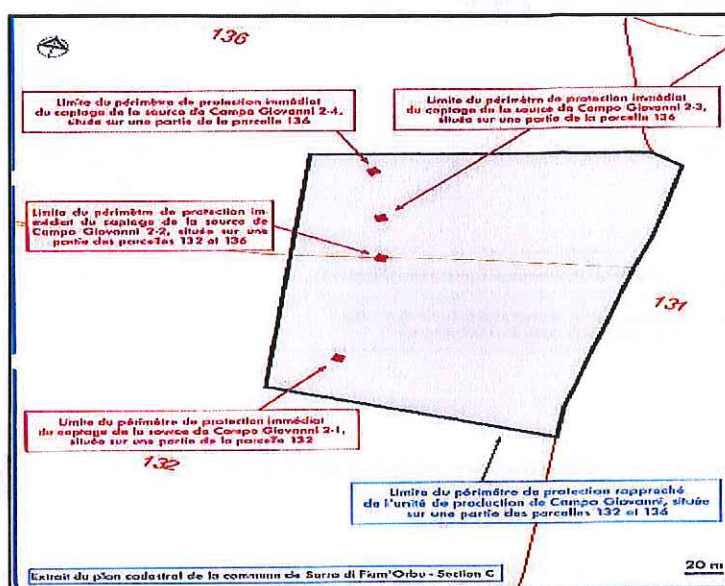 136
Limite du périmètre de protection immédiat
du captage de la source de Campo Giovanni 2-4,
située sur une partie de la parcelle 136
Limite du périmètre de protection immédiat
du captage de la source de Campo Giovanni 2-3,
située sur une partie de la parcelle 136
Limite du périmètre de protection im-
médiat du captage de la source de
Campo Giovanni 2-2, située sur une
partie des parcelles 132 et 136
131
Limite du périmètre de protection immédiat
du captage de la source de Campo Giovanni 2-1,
située sur une partie de la parcelle 132
132
Limite du périmètre de protection rapproché
de l'unité de production de Campo Giovanni, située
sur une partie des parcelles 132 et 136
Extrait du plan cadastral de la commune de Serra di Fium'Orbu - Section C
20 m